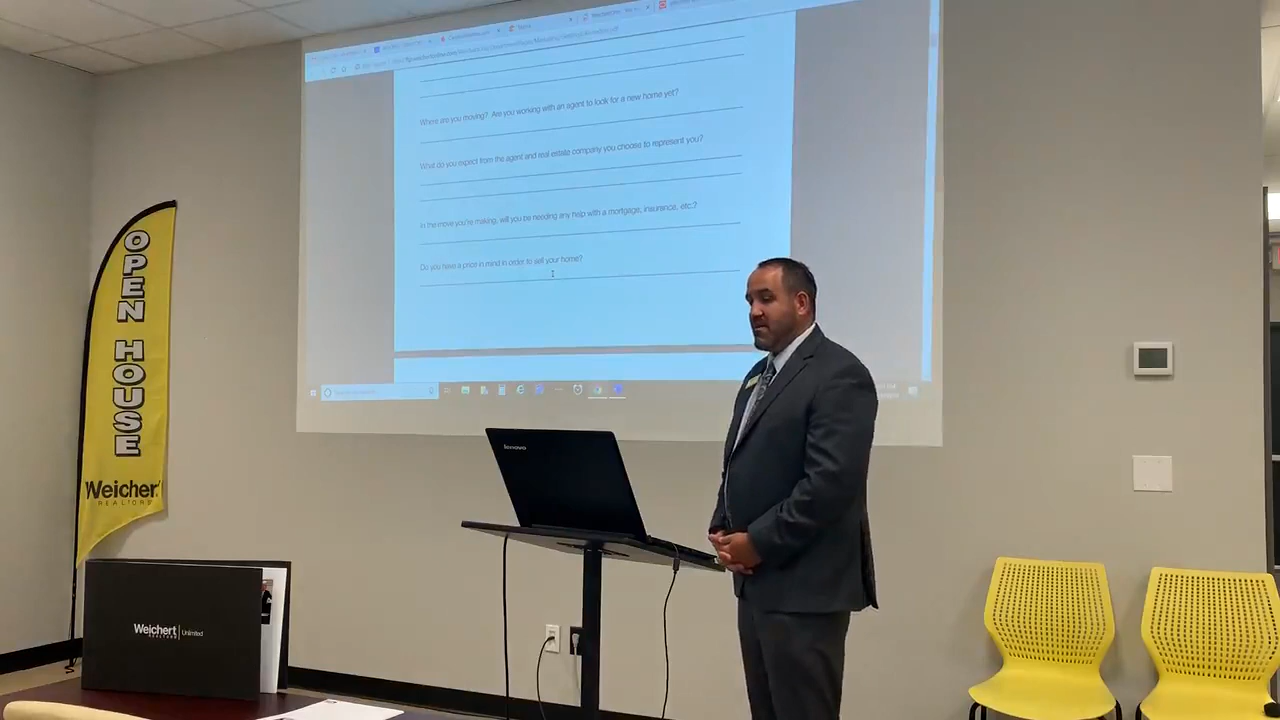 Where are you moving? Are you working with an agent to look for a new home yet?
What do you expect from the agent and real estate company you choose to represent you?
In the move you're making, will you be needing any help with a mortgage, insurance, etc.?
Do you have a price in mind in order to sell your home?
OPEN HOUSE
Weichert
REALTORS
lenovo
Weichert Unlimited
REALTORS